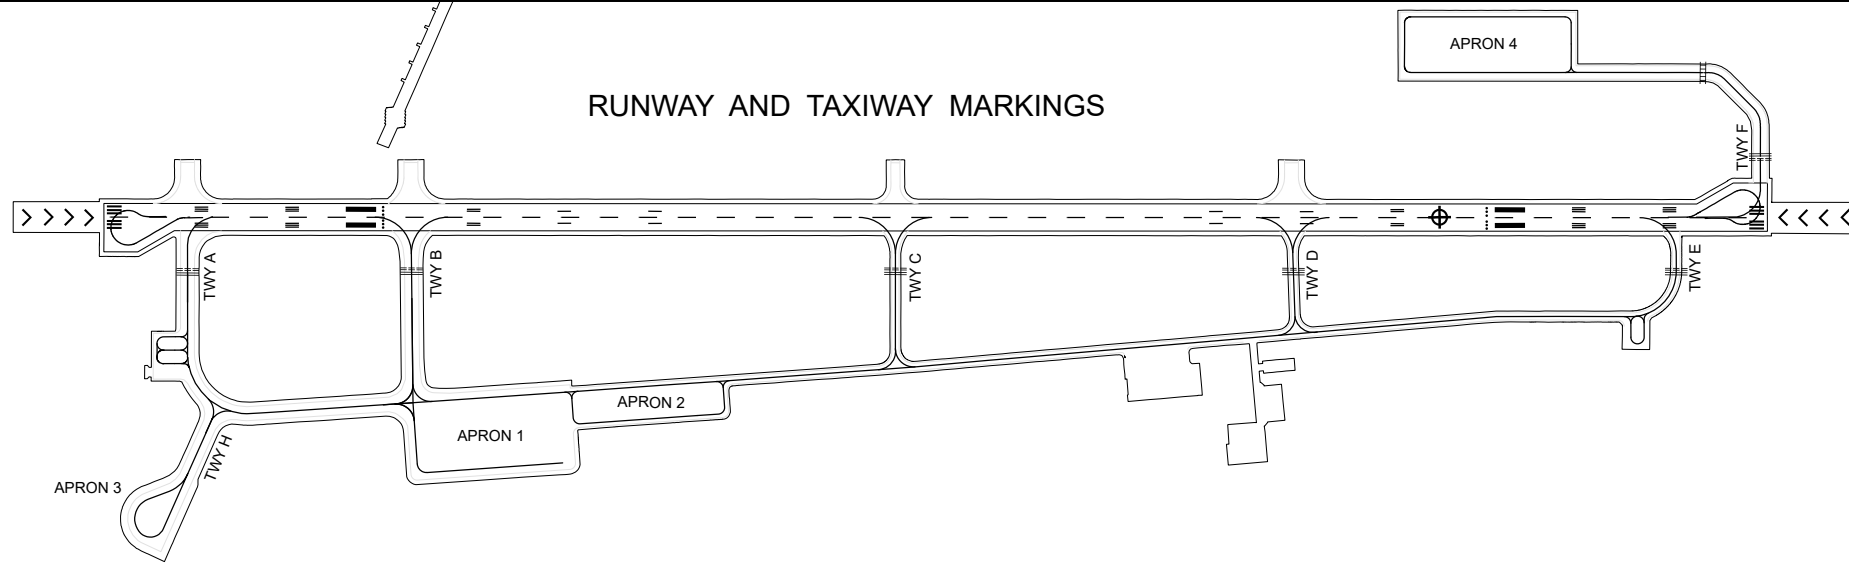 APRON 4
RUNWAY AND TAXIWAY MARKINGS
TWY F
TWY A
TWY B
TWY C
TWY D
TWY E
APRON 2
APRON 1
TWY H
APRON 3